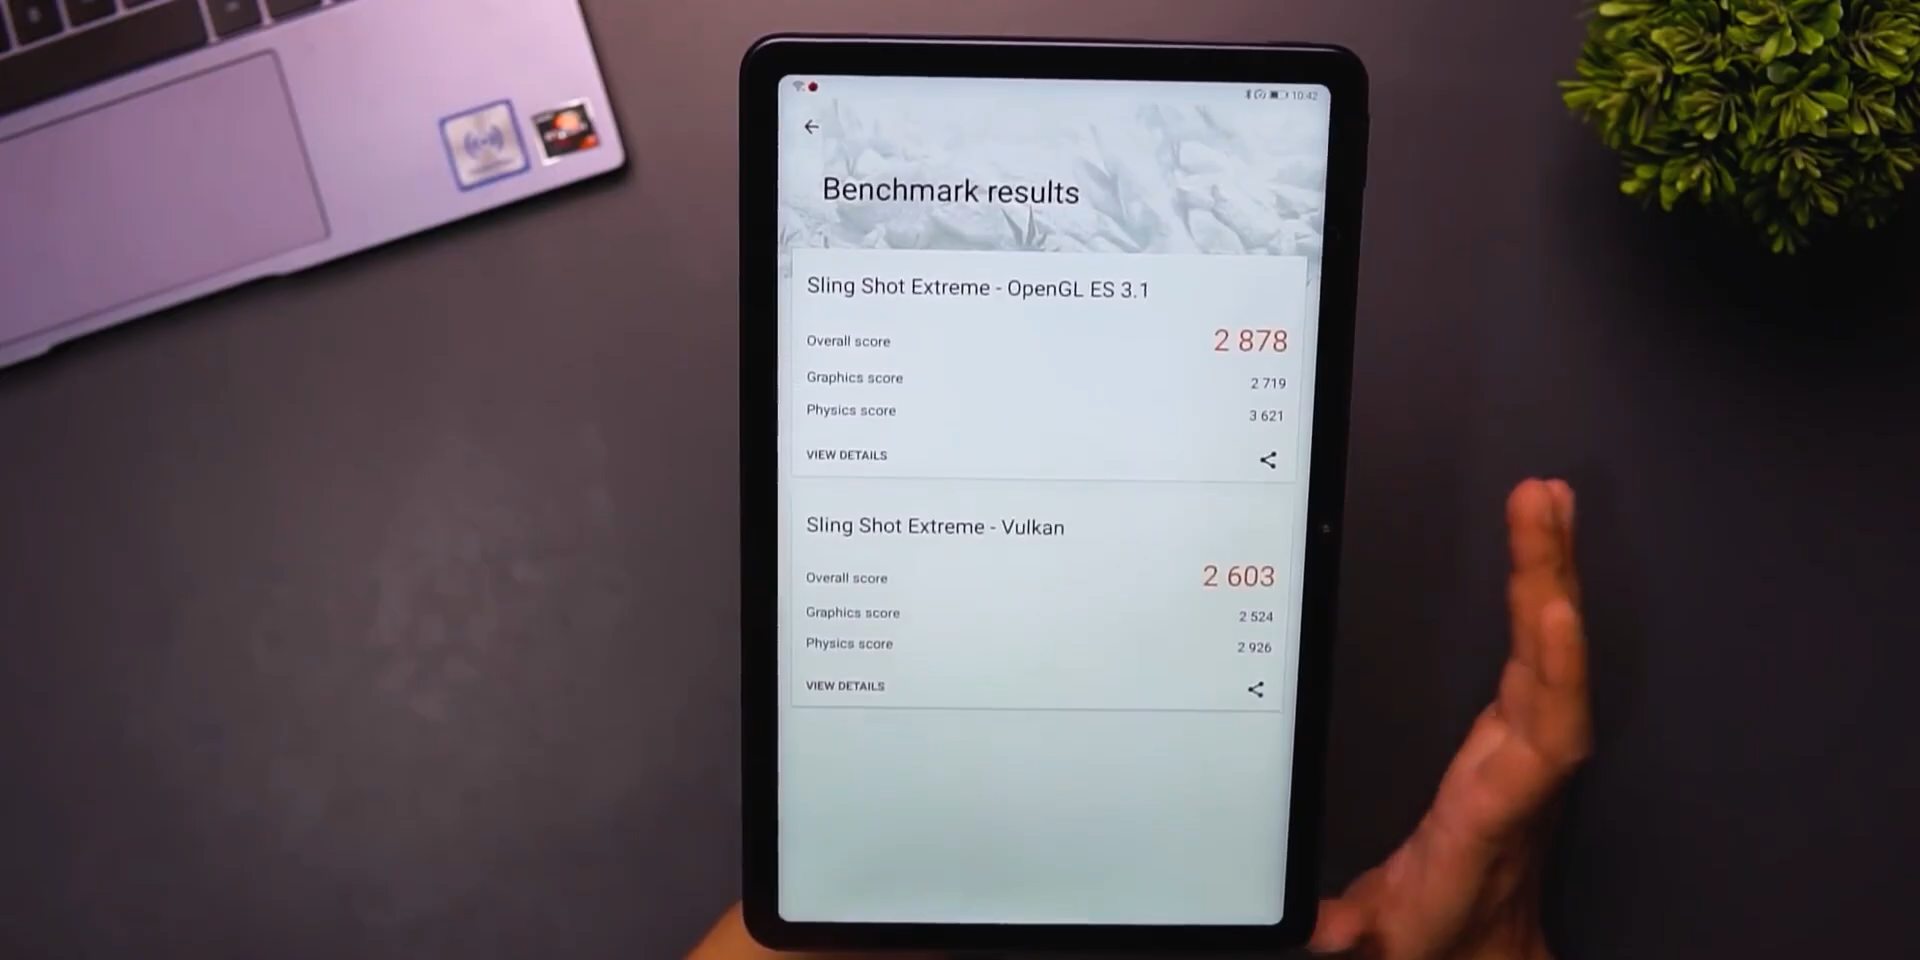 10:42
Benchmark results
Sling Shot Extreme - OpenGL ES 3.1
Overall score 2 878
Graphics score 2 719
Physics score 3 621
VIEW DETAILS
Sling Shot Extreme - Vulkan
Overall score 2 603
Graphics score 2 524
Physics score 2 926
VIEW DETAILS